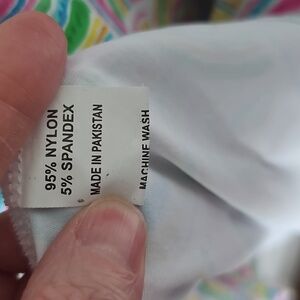 95% NYLON
5% SPANDEX
MADE IN PAKISTAN
MACHINE WASH